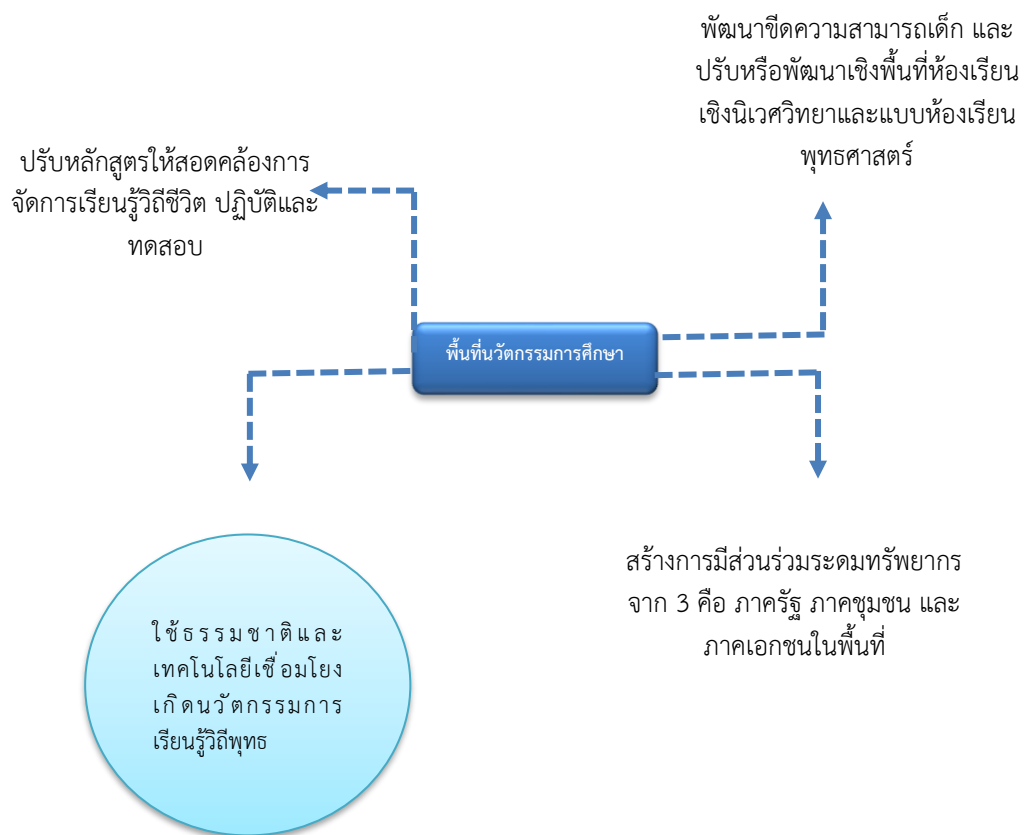 พัฒนาขีดความสามารถเด็ก และ
ปรับหรือพัฒนาเชิงพื้นที่ห้องเรียน
เชิงนิเวศวิทยาและแบบห้องเรียน
พุทธศาสตร์
ปรับหลักสูตรให้สอดคล้องการ
จัดการเรียนรู้วิถีชีวิต ปฏิบัติและ
ทดสอบ
พื้นที่นวัตกรรมการศึกษา
ใช้ธรรมชาติและ
เทคโนโลยีเชื่อมโยง
เกิดนวัตกรรมการ
เรียนรู้วิถีพุทธ
สร้างการมีส่วนร่วมระดมทรัพยากร
จาก 3 คือ ภาครัฐ ภาคชุมชน และ
ภาคเอกชนในพื้นที่